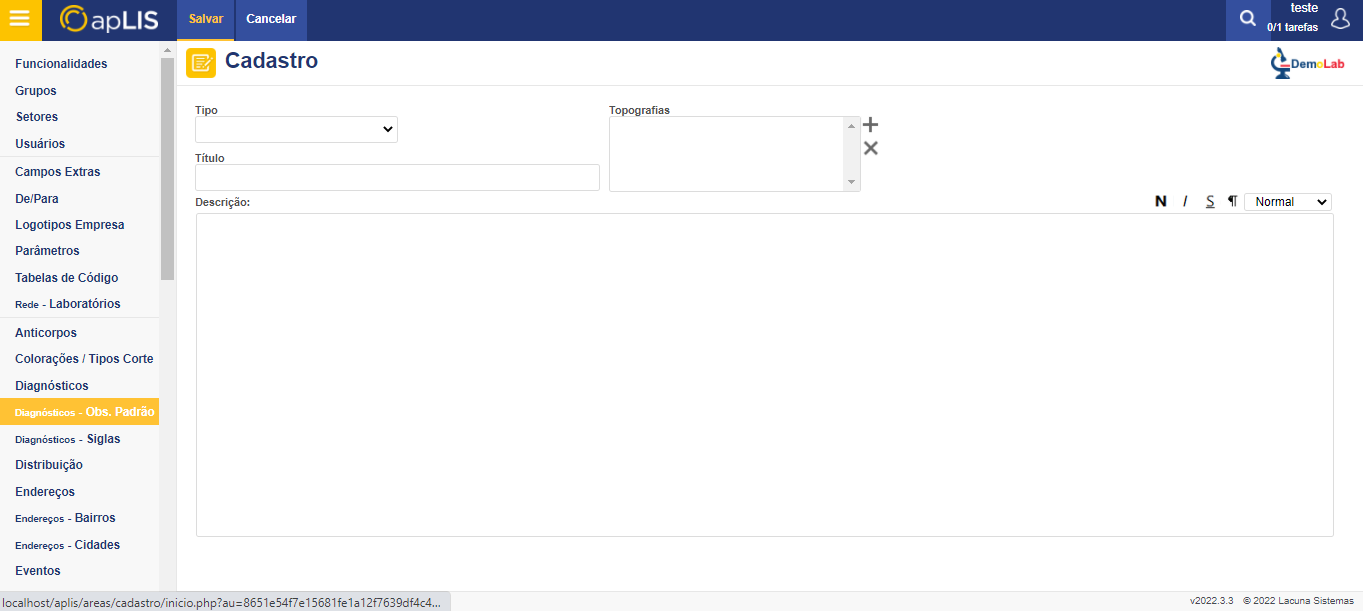 apLIS
Salvar
Cancelar
teste
0/1 tarefas
Funcionalidades
Grupos
Setores
Usuários
Campos Extras
De/Para
Logotipos Empresa
Parâmetros
Tabelas de Código
Rede - Laboratórios
Anticorpos
Colorações / Tipos Corte
Diagnósticos
Diagnósticos - Obs. Padrão
Diagnósticos - Siglas
Distribuição
Endereços
Endereços - Bairros
Endereços - Cidades
Eventos
Cadastro
DemoLab
Tipo
Topografias
Título
Descrição:
N I S ¶ Normal
localhost/aplis/areas/cadastro/inicio.php?au=8651e54f7e15681fe1a12f7639df4c4...
v2022.3.3 © 2022 Lacuna Sistemas